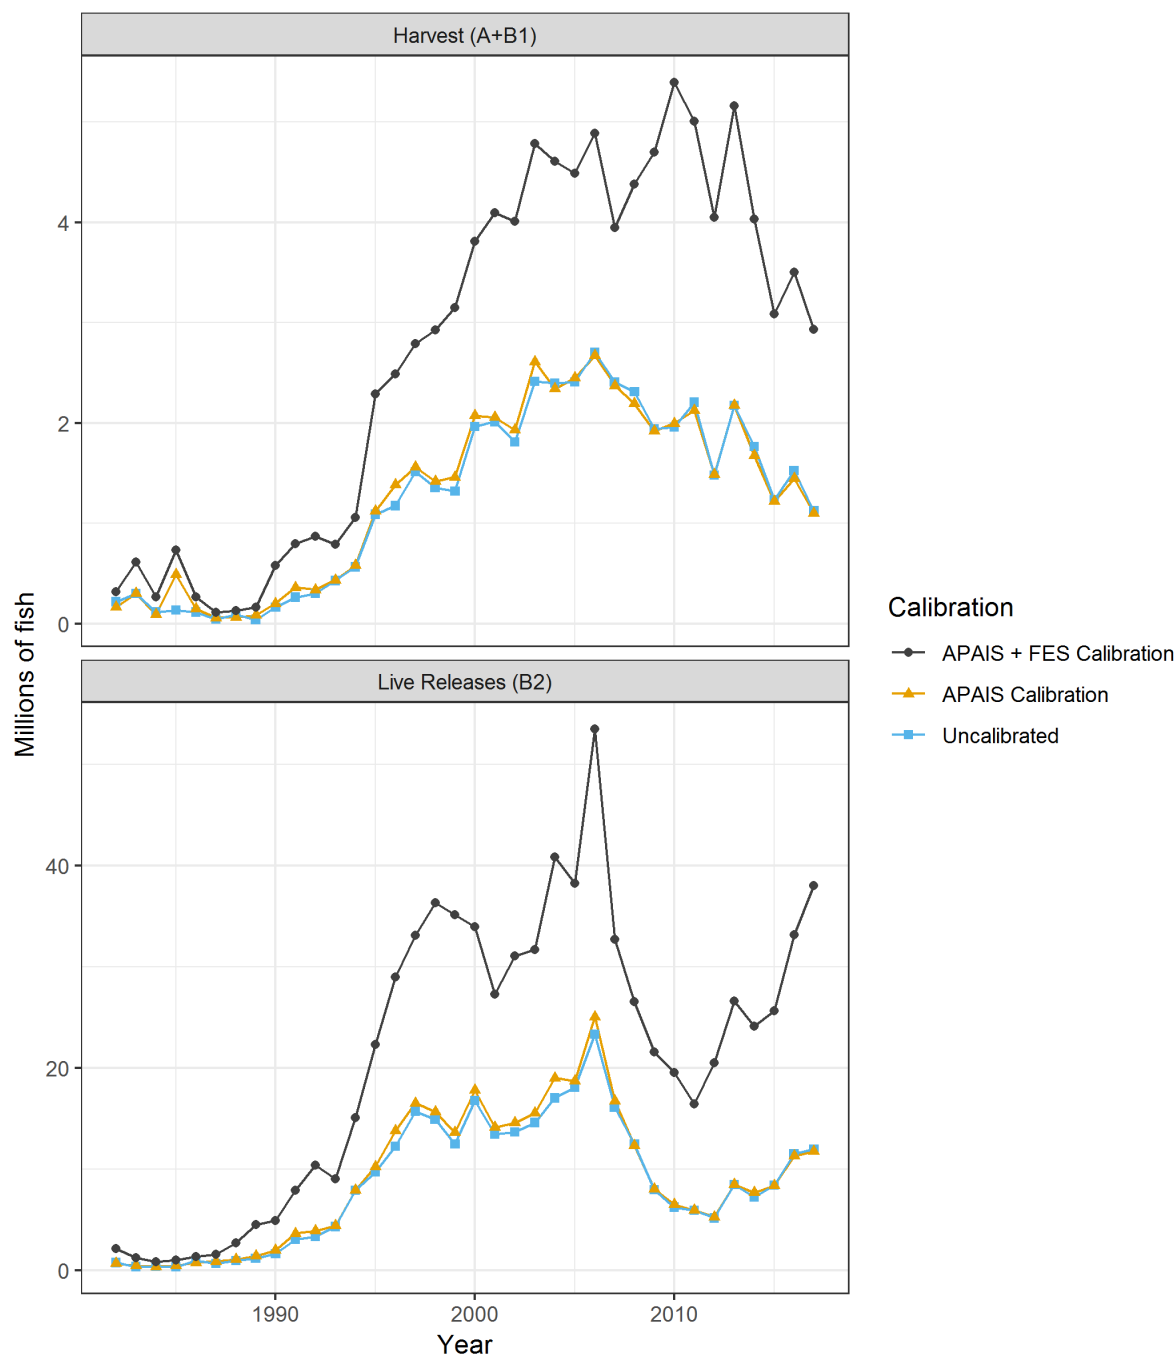 Harvest (A+B1)
4
2
0
Live Releases (B2)
40
20
0
1990 2000 2010
Year
Millions of fish
Calibration
APAIS + FES Calibration
APAIS Calibration
Uncalibrated